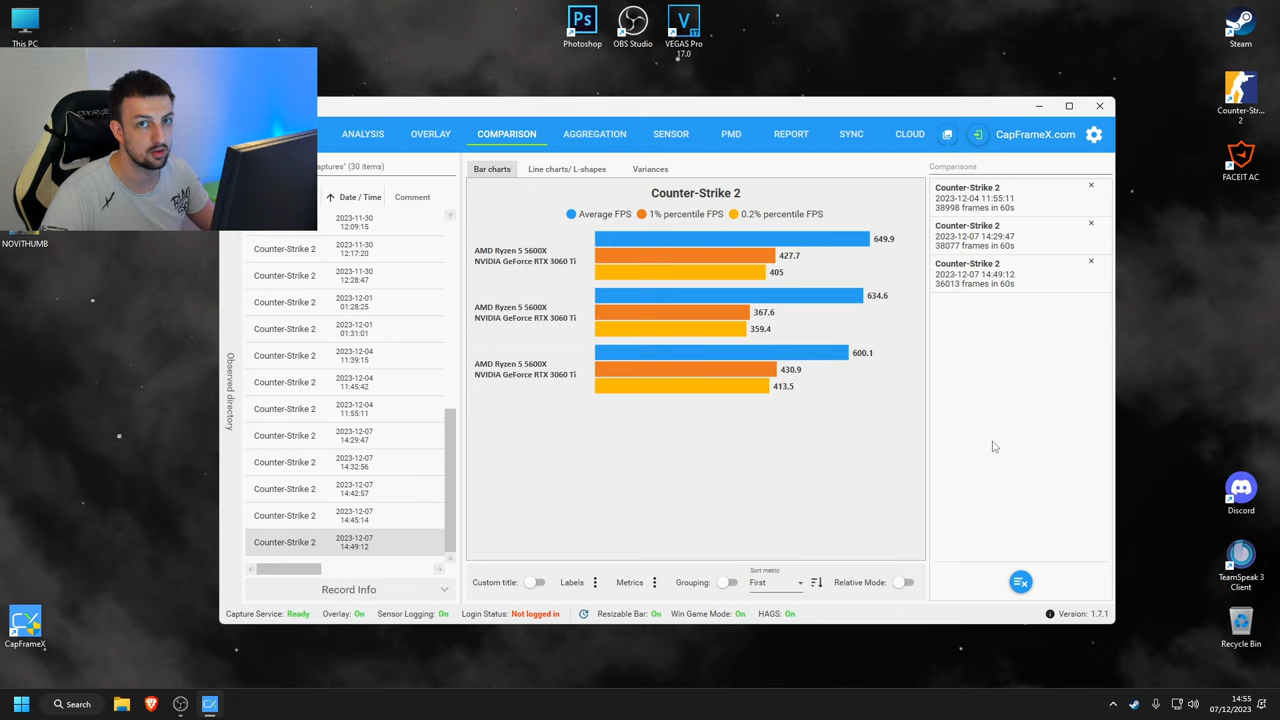 This PC
Photoshop
OBS Studio
VEGAS Pro
17.0
Steam
Counter-Str...
2
FACEIT AC
Discord
TeamSpeak 3
Client
Recycle Bin
NOVITHUMB
CapFrameX
DXRACER
ANALYSIS
OVERLAY
COMPARISON
AGGREGATION
SENSOR
PMD
REPORT
SYNC
CLOUD
CapFrameX.com
aptures" (30 items)
Date / Time
Comment
2023-11-30
12:09:15
Counter-Strike 2
2023-11-30
12:17:20
Counter-Strike 2
2023-11-30
12:28:47
Counter-Strike 2
2023-12-01
01:28:25
Counter-Strike 2
2023-12-01
01:31:01
Counter-Strike 2
2023-12-04
11:39:15
Counter-Strike 2
2023-12-04
11:45:42
Counter-Strike 2
2023-12-04
11:55:11
Counter-Strike 2
2023-12-07
14:29:47
Counter-Strike 2
2023-12-07
14:32:56
Counter-Strike 2
2023-12-07
14:42:57
Counter-Strike 2
2023-12-07
14:45:14
Counter-Strike 2
2023-12-07
14:49:12
Observed directory
Record Info
Bar charts
Line charts/ L-shapes
Variances
Counter-Strike 2
Average FPS
1% percentile FPS
0.2% percentile FPS
AMD Ryzen 5 5600X
NVIDIA GeForce RTX 3060 Ti
649.9
427.7
405
AMD Ryzen 5 5600X
NVIDIA GeForce RTX 3060 Ti
634.6
367.6
359.4
AMD Ryzen 5 5600X
NVIDIA GeForce RTX 3060 Ti
600.1
430.9
413.5
Comparisons
Counter-Strike 2
2023-12-04 11:55:11
38998 frames in 60s
Counter-Strike 2
2023-12-07 14:29:47
38077 frames in 60s
Counter-Strike 2
2023-12-07 14:49:12
36013 frames in 60s
Custom title:
Labels
Metrics
Grouping:
Sort metric
First
Relative Mode:
Capture Service: Ready
Overlay: On
Sensor Logging: On
Login Status: Not logged in
Resizable Bar: On
Win Game Mode: On
HAGS: On
Version: 1.7.1
Search
14:55
07/12/2023